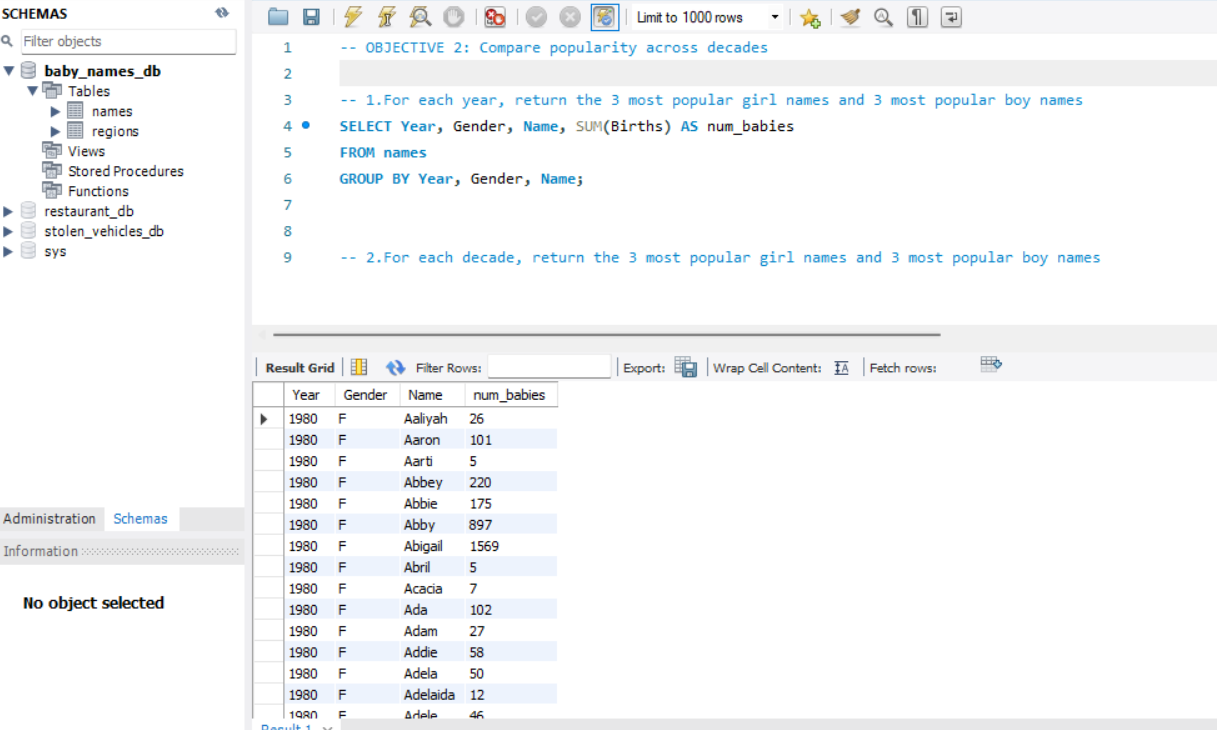 SCHEMAS
Filter objects
baby_names_db
Tables
names
regions
Views
Stored Procedures
Functions
restaurant_db
stolen_vehicles_db
sys
Administration Schemas
Information
No object selected
Limit to 1000 rows
1 -- OBJECTIVE 2: Compare popularity across decades
2
3 -- 1.For each year, return the 3 most popular girl names and 3 most popular boy names
4 SELECT Year, Gender, Name, SUM(Births) AS num_babies
5 FROM names
6 GROUP BY Year, Gender, Name;
7
8
9 -- 2.For each decade, return the 3 most popular girl names and 3 most popular boy names
Result Grid Filter Rows: Export: Wrap Cell Content: Fetch rows:
Year Gender Name num_babies
1980 F Aaliyah 26
1980 F Aaron 101
1980 F Aarti 5
1980 F Abbey 220
1980 F Abbie 175
1980 F Abby 897
1980 F Abigail 1569
1980 F Abril 5
1980 F Acacia 7
1980 F Ada 102
1980 F Adam 27
1980 F Addie 58
1980 F Adela 50
1980 F Adelaida 12
1980 F Adele 46
Result 1